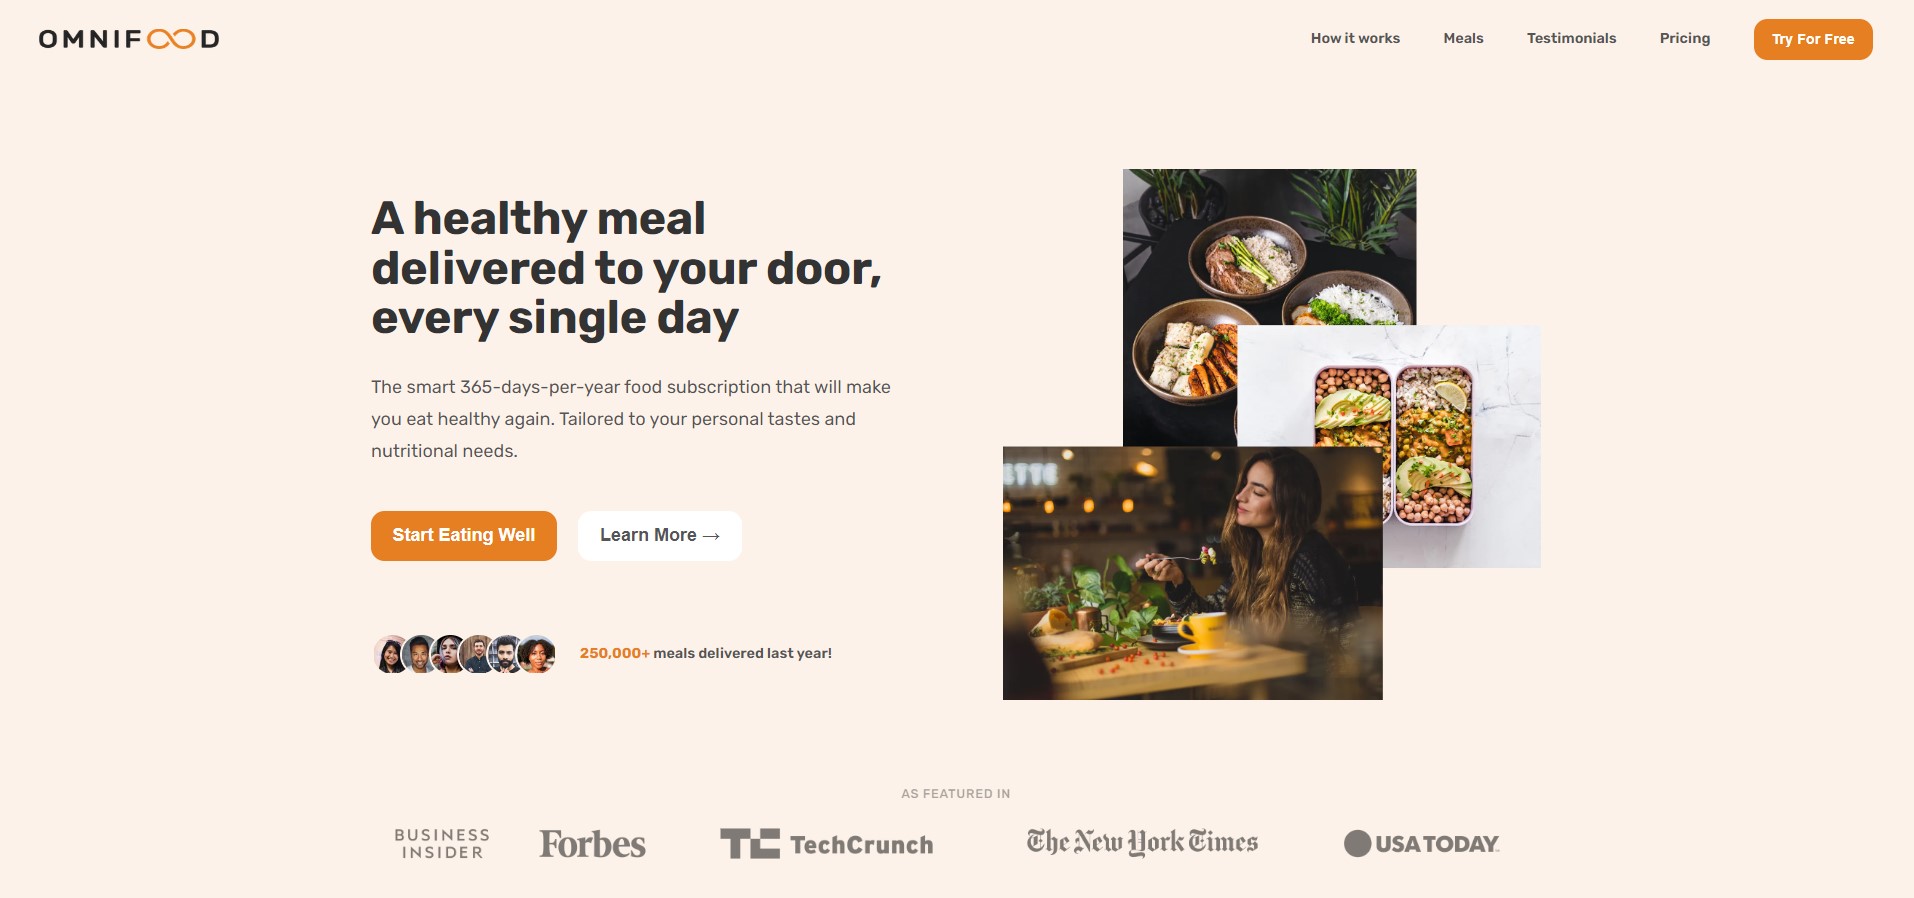 OMNIFOOD
How it works
Meals
Testimonials
Pricing
Try For Free
A healthy meal
delivered to your door,
every single day
The smart 365-days-per-year food subscription that will make
you eat healthy again. Tailored to your personal tastes and
nutritional needs.
Start Eating Well
Learn More →
250,000+ meals delivered last year!
AS FEATURED IN
BUSINESS
INSIDER
Forbes
TC TechCrunch
The New York Times
USA TODAY